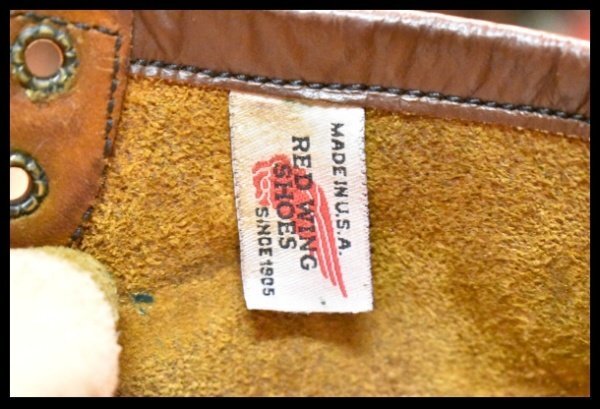 MADE IN U.S.A.
RED WING
SHOES
SINCE 1905